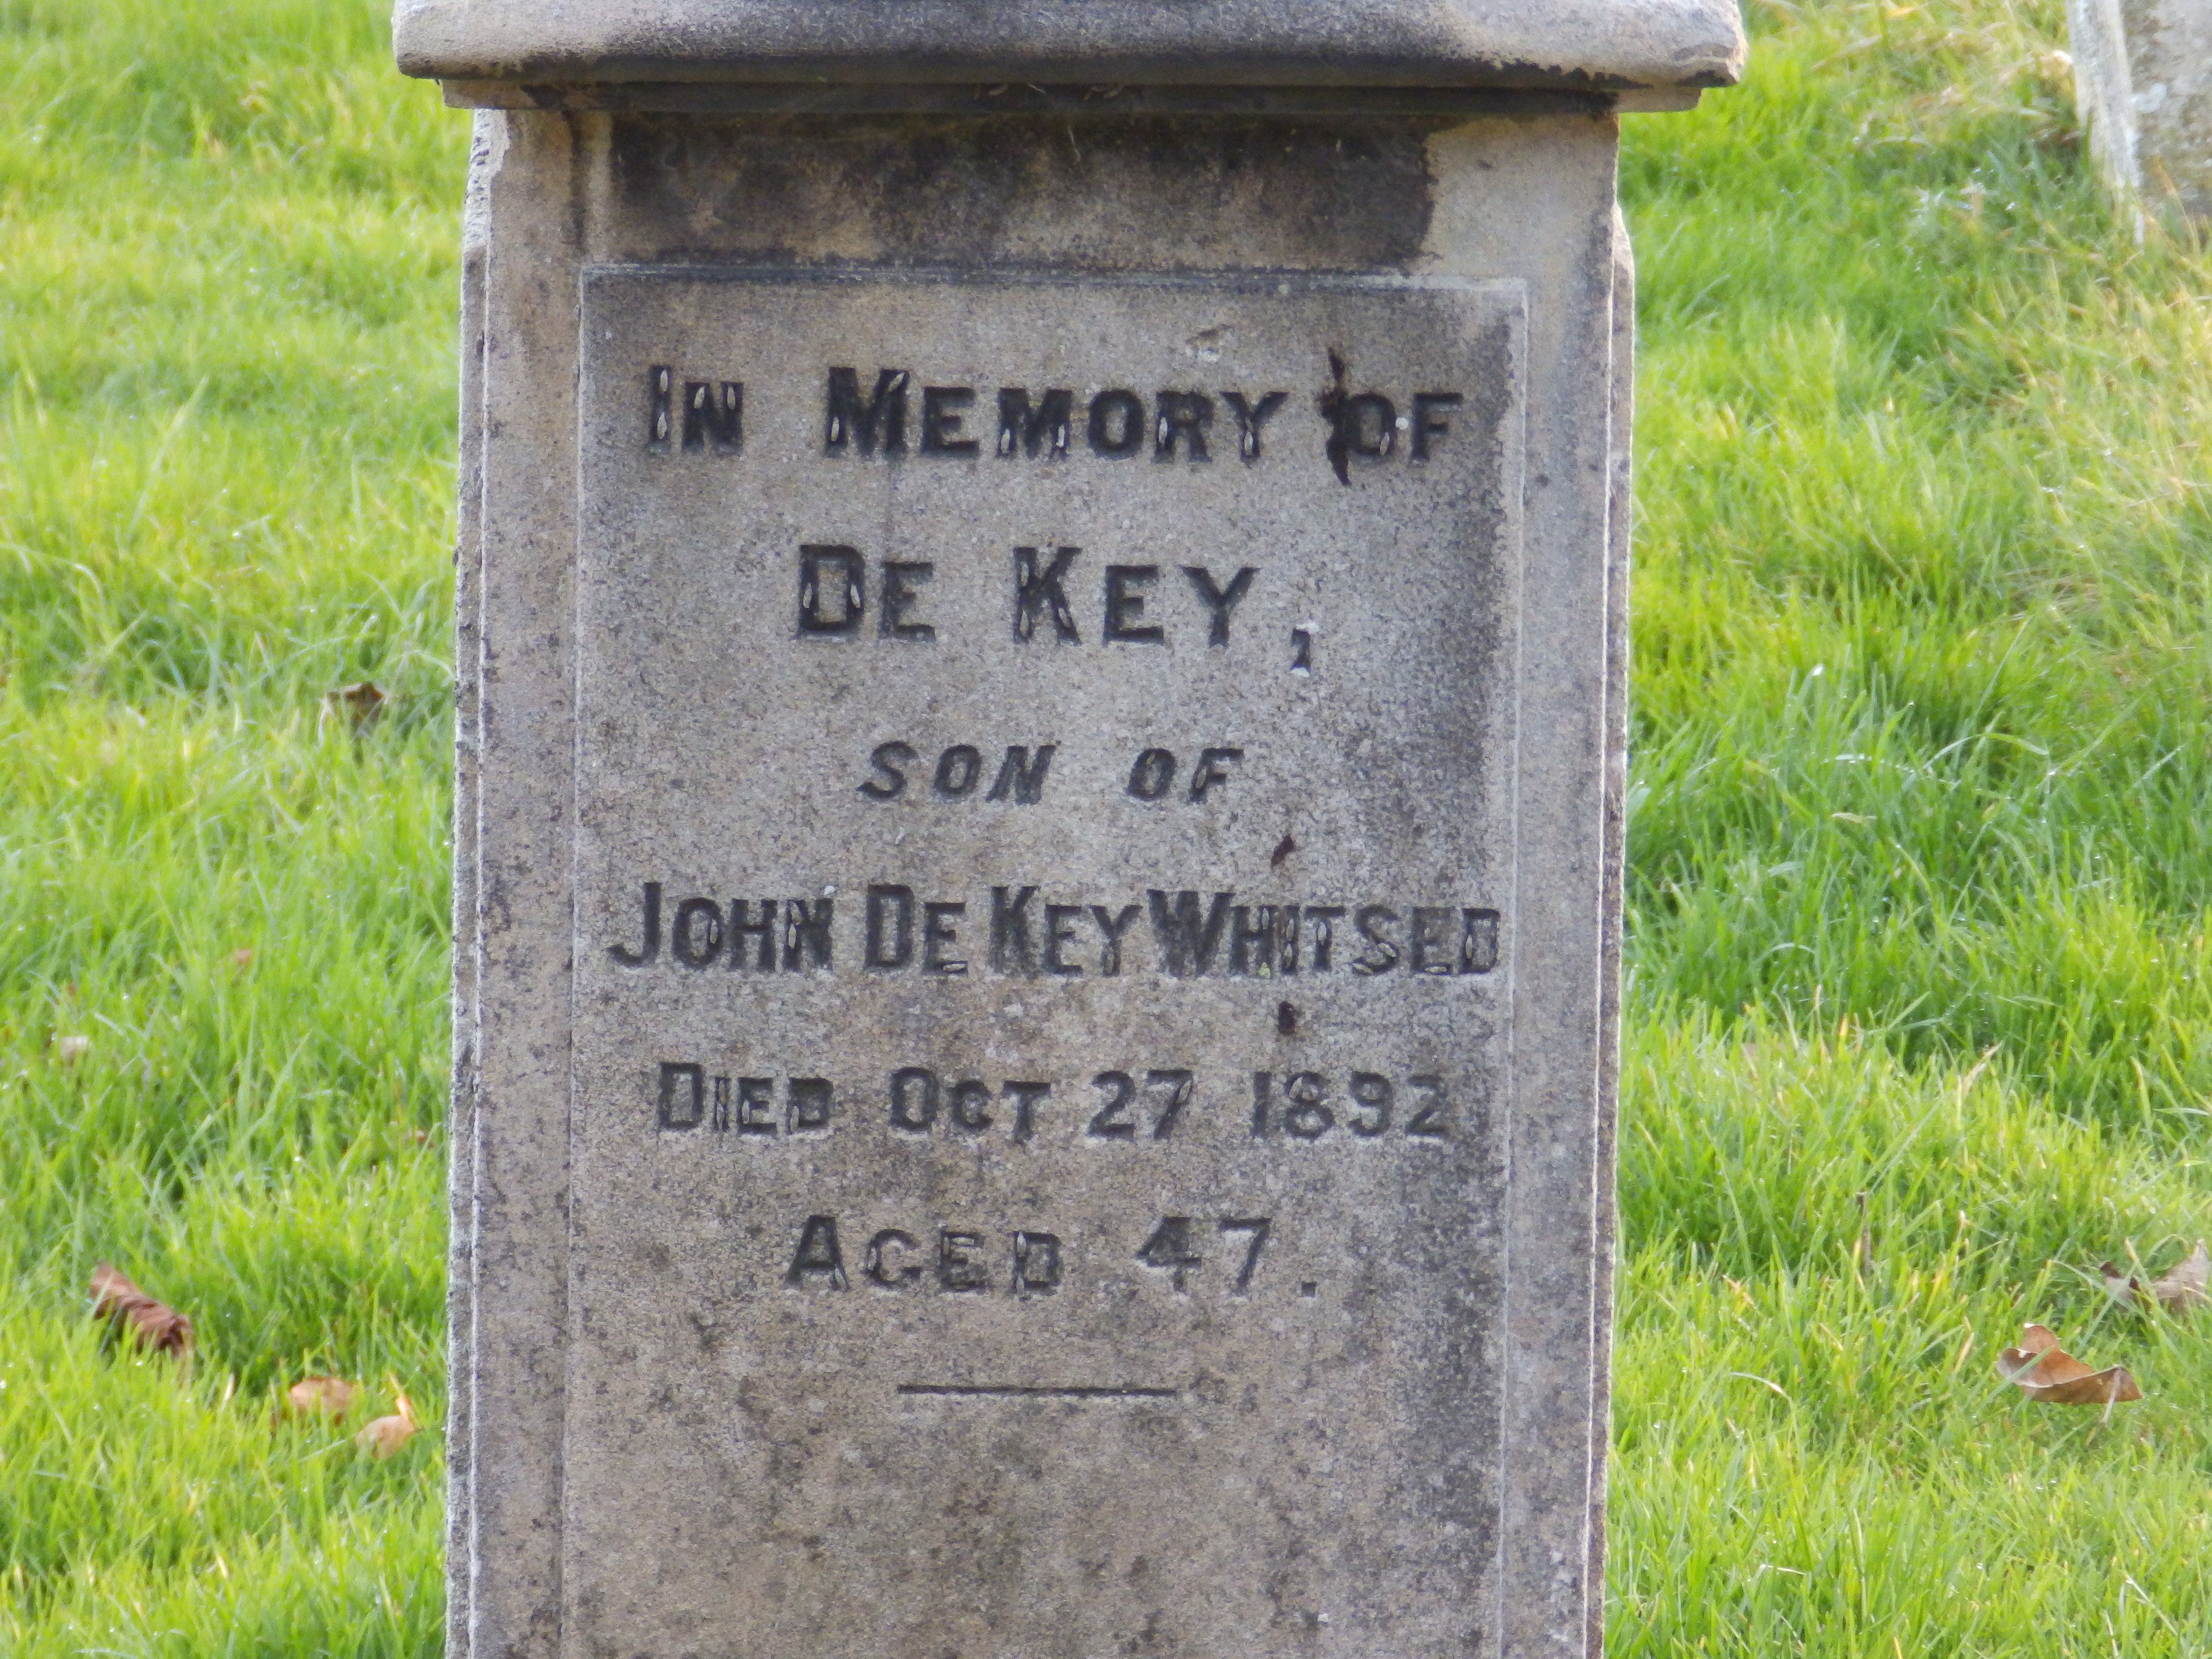 IN MEMORY OF
DE KEY,
SON OF
JOHN DE KEY WHITSED
DIED OCT 27 1892
AGED 47.